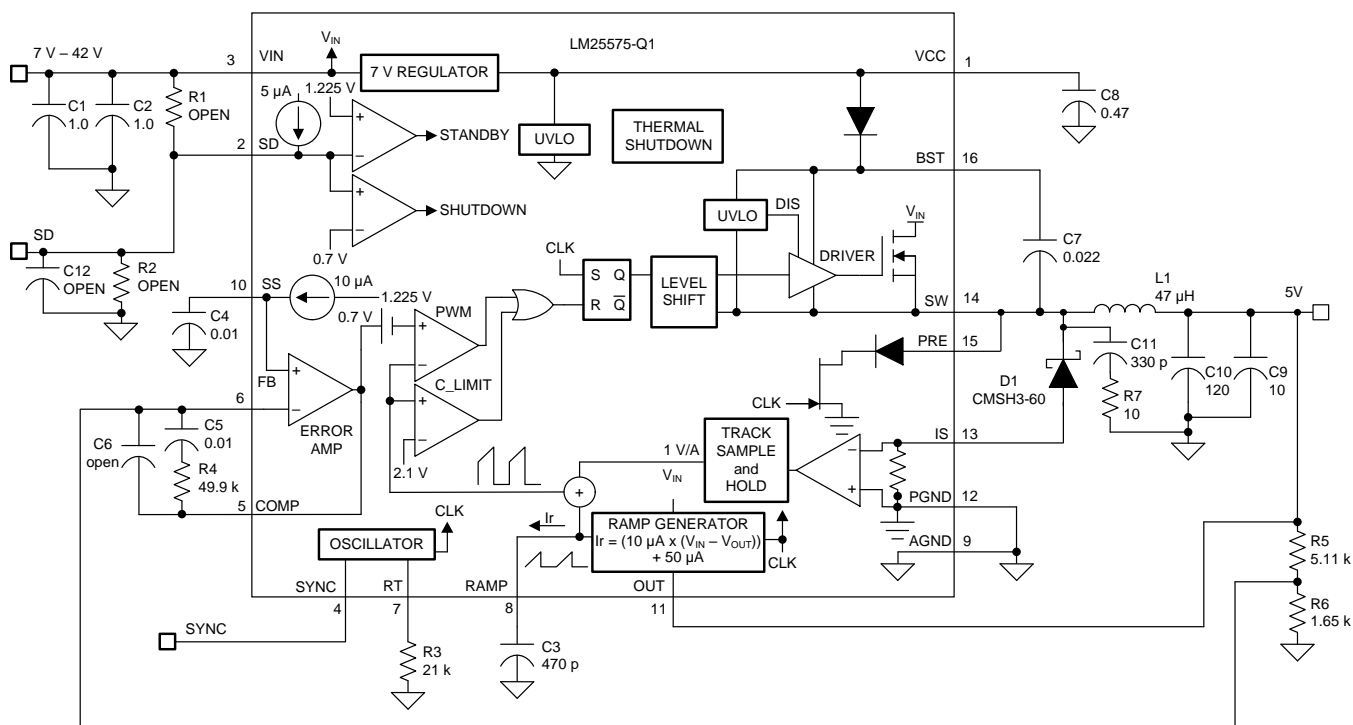 7 V – 42 V
3
VIN
VIN
LM25575-Q1
VCC
1
7 V REGULATOR
C1
1.0
C2
1.0
R1
OPEN
5 µA
1.225 V
+
–
STANDBY
UVLO
THERMAL
SHUTDOWN
C8
0.47
2
SD
BST
16
+
–
SHUTDOWN
0.7 V
UVLO
DIS
VIN
DRIVER
SD
C12
OPEN
R2
OPEN
CLK
S Q
R Q
LEVEL
SHIFT
C7
0.022
10
SS
10 µA
1.225 V
0.7 V
PWM
+
–
SW
14
L1
47 µH
5V
C4
0.01
PRE
15
C11
330 p
C10
120
C9
10
FB
+
–
C_LIMIT
+
–
CLK
D1
CMSH3-60
R7
10
6
C5
0.01
C6
open
ERROR
AMP
R4
49.9 k
2.1 V
1 V/A
VIN
TRACK
SAMPLE
and
HOLD
–
+
IS
13
PGND
12
5
COMP
+
CLK
OSCILLATOR
Ir
RAMP GENERATOR
Ir = (10 µA x (VIN – VOUT))
+ 50 µA
CLK
AGND
9
R5
5.11 k
SYNC
4
RT
7
RAMP
8
OUT
11
R6
1.65 k
SYNC
R3
21 k
C3
470 p